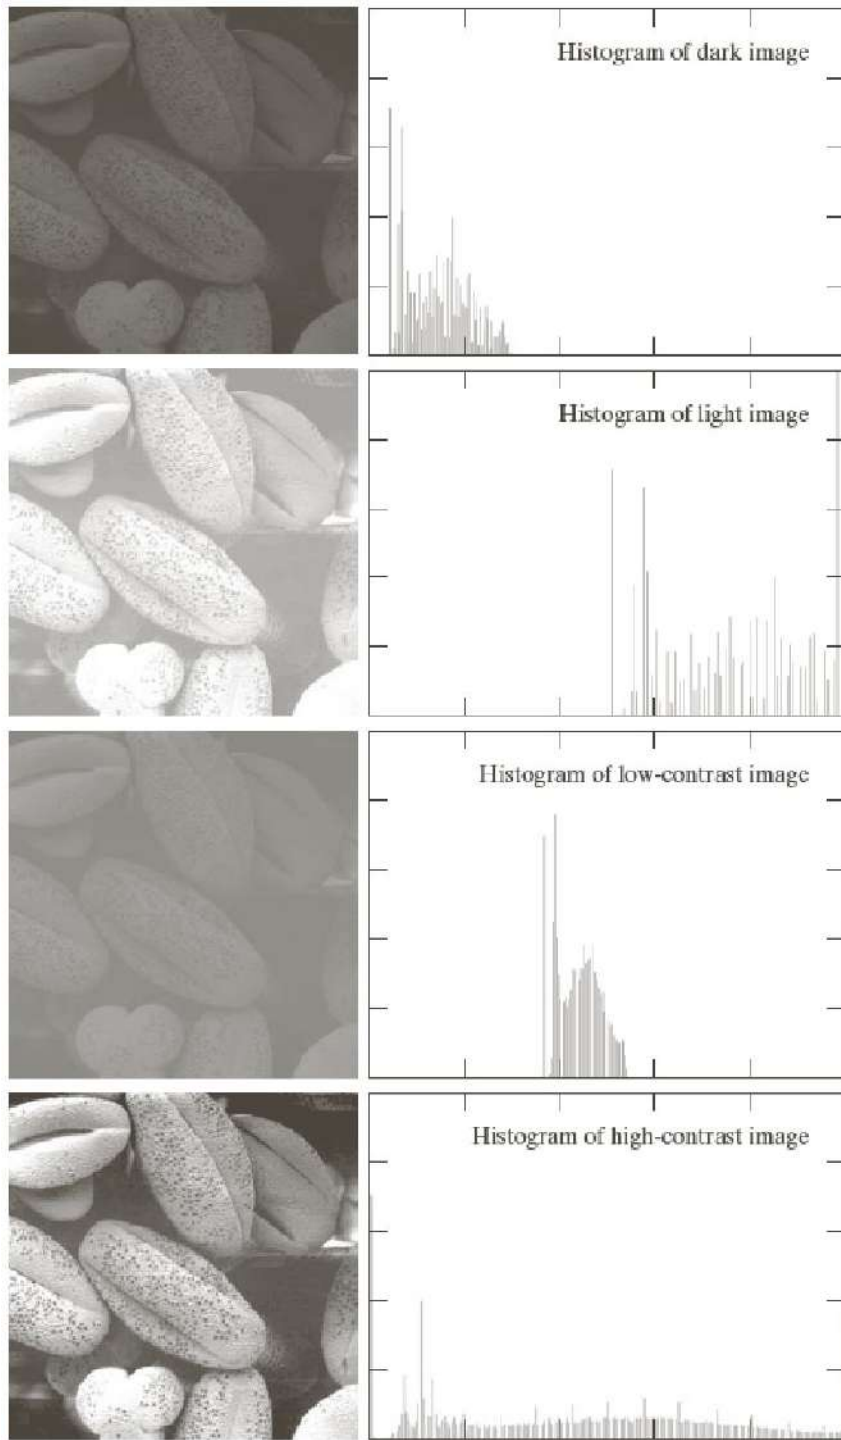 Histogram of dark image
Histogram of light image
Histogram of low-contrast image
Histogram of high-contrast image